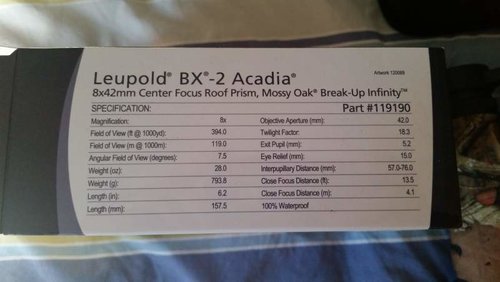 Artwork 120089
Leupold® BX®-2 Acadia®
8x42mm Center Focus Roof Prism, Mossy Oak® Break-Up Infinity™
SPECIFICATION: Part #119190
Magnification: 8x Objective Aperture (mm): 42.0
Field of View (ft @ 1000yd): 394.0 Twilight Factor: 18.3
Field of View (m @ 1000m): 119.0 Exit Pupil (mm): 5.2
Angular Field of View (degrees): 7.5 Eye Relief (mm): 15.0
Weight (oz): 28.0 Interpupillary Distance (mm): 57.0-76.0
Weight (g): 793.8 Close Focus Distance (ft): 13.5
Length (in): 6.2 Close Focus Distance (m): 4.1
Length (mm): 157.5 100% Waterproof